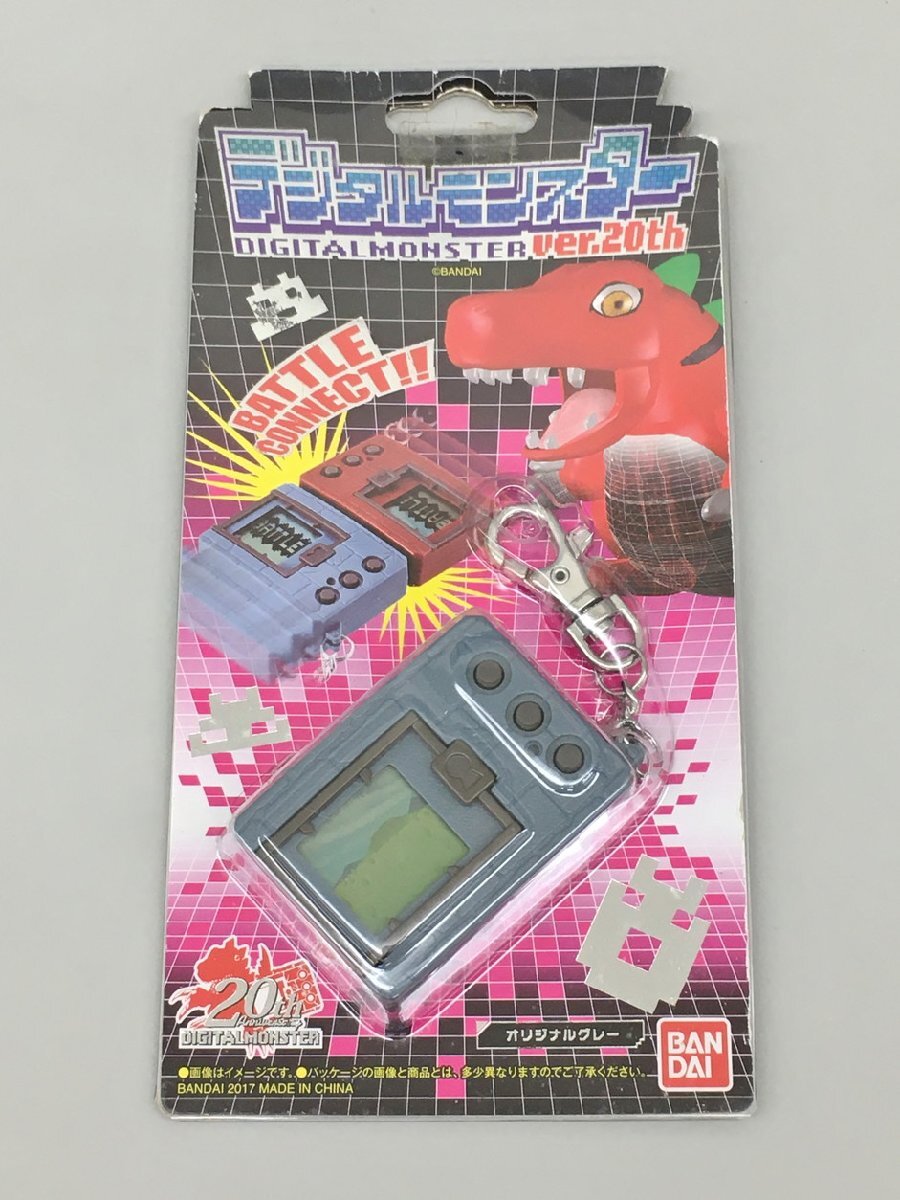 デジタルモンスター
DIGITALMONSTER ver.20th
©BANDAI
BATTLE
CONNECT!!
20th
Anniversary
DIGITALMONSTER
オリジナルグレー
BAN
DAI
●画像はイメージです。●パッケージの画像と商品とは、多少異なりますのでご了承ください。
BANDAI 2017 MADE IN CHINA